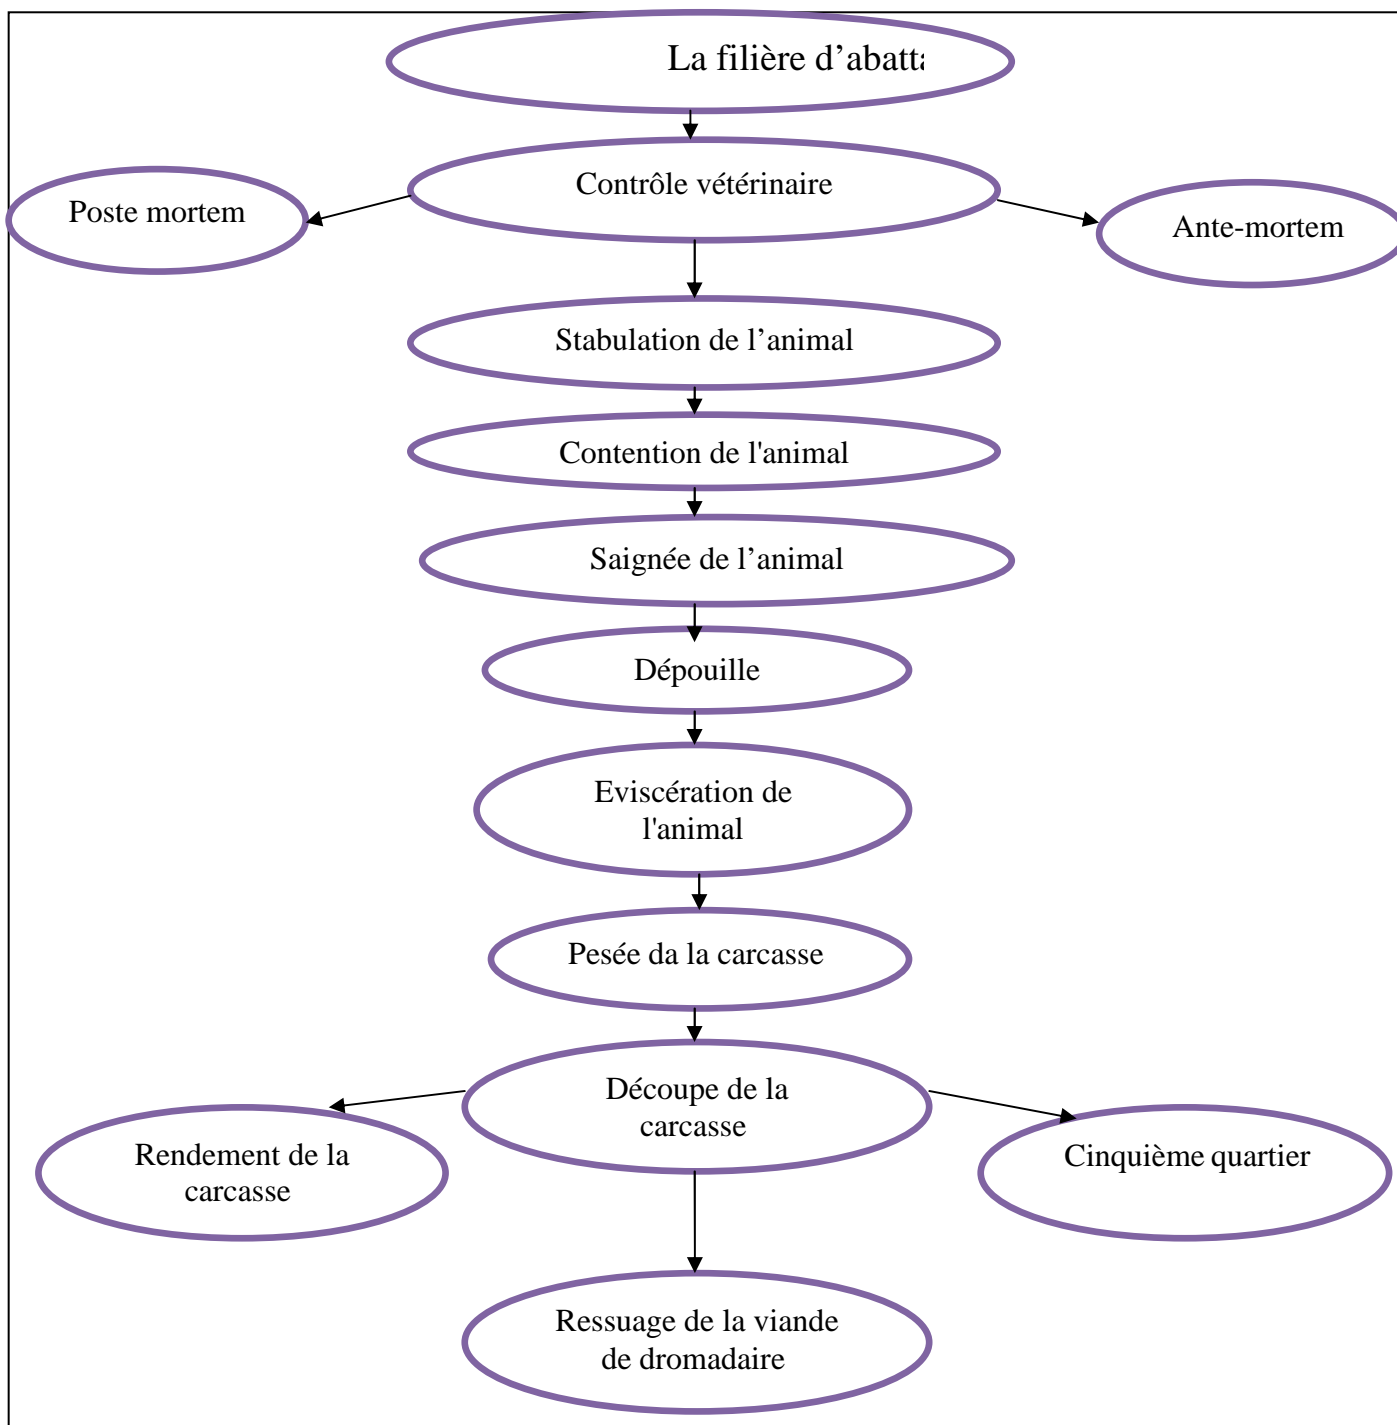 La filière d’abatta
Contrôle vétérinaire
Poste mortem
Ante-mortem
Stabulation de l’animal
Contention de l'animal
Saignée de l’animal
Dépouille
Eviscération de
l'animal
Pesée da la carcasse
Découpe de la
carcasse
Rendement de la
carcasse
Cinquième quartier
Ressuage de la viande
de dromadaire